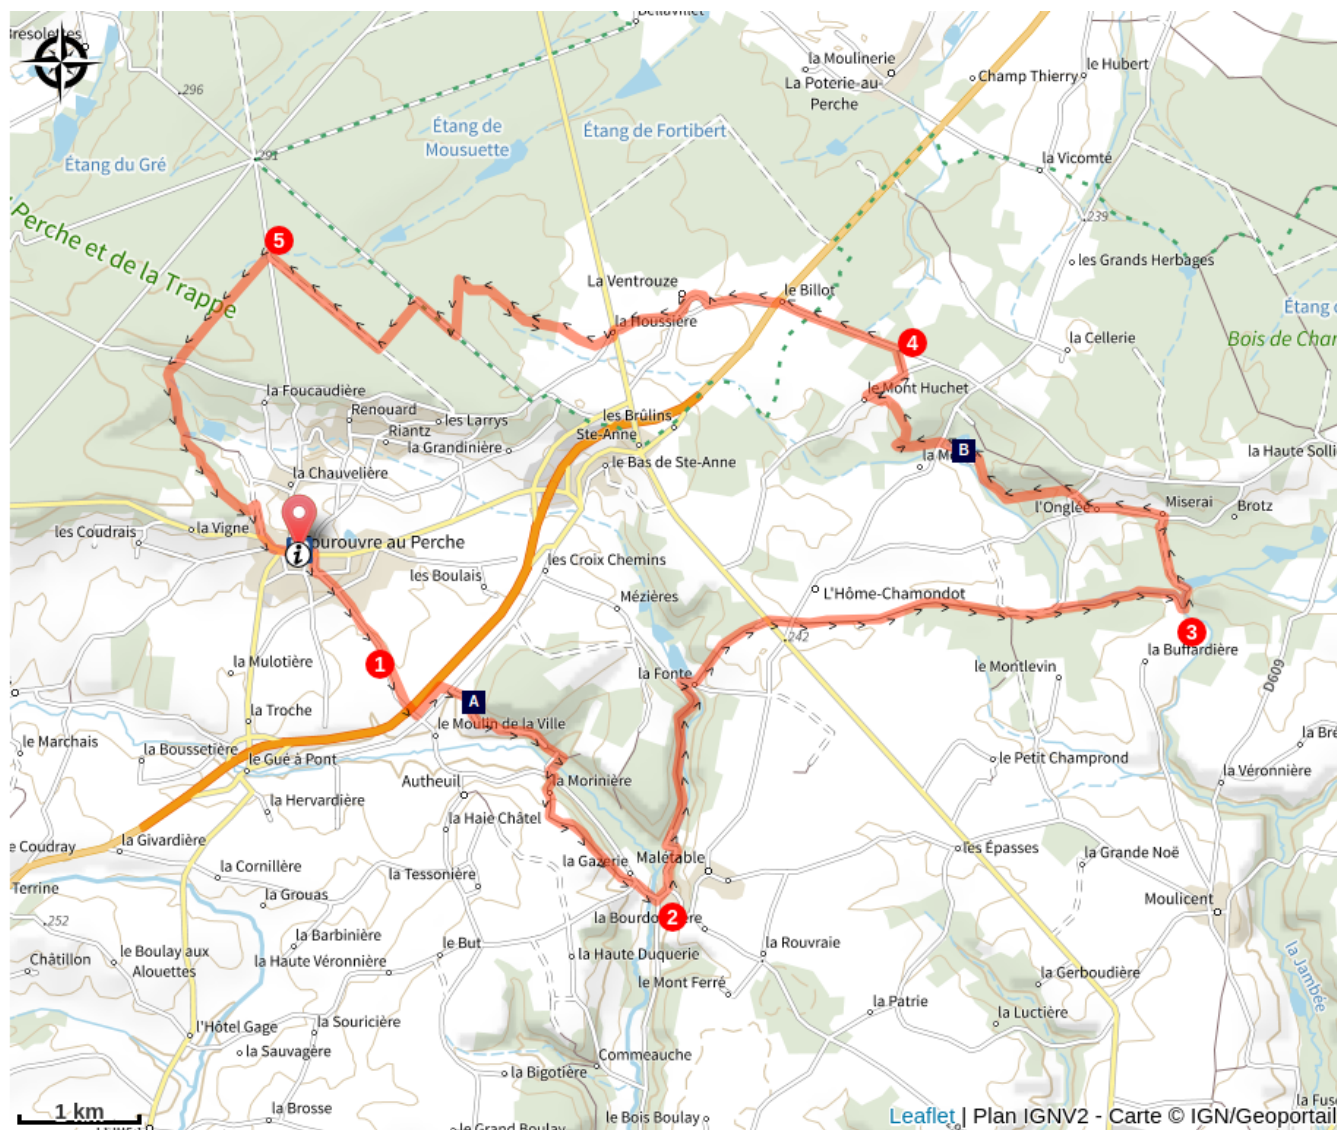 Bellavilliet
Bresolettes
la Moulinerie
le Hubert
La Poterie-au-
Perche
Champ Thierry
296
Étang de
Mousuette
Étang de Fortibert
291
Étang du Gré
la Vicomté
239
Perche et de la Trappe
5
les Grands Herbages
La Ventrouze
le Billot
Étang d
la Houssière
4
la Cellerie
Bois de Char
la Foucaudière
le Mont Huchet
Renouard
les Larrys
les Brûlins
Riantz
Ste-Anne
la Grandinière
B
la Haute Solli
le Bas de Ste-Anne
la Chauvelière
l'Onglée
Miserai
Brotz
la Vigne
les Coudrais
Tourouvre au Perche
i
les Croix Chemins
les Boulais
L'Hôme-Chamondot
Mézières
3
242
la Buffardière
1
la Mulotière
la Fonte
le Montlevin
D609
A
la Troche
le Moulin de la Ville
le Marchais
la Boussetière
le Gué à Pont
le Petit Champrond
la Bré
la Véronnière
Autheuil
la Morinière
la Hervardière
la Haie Châtel
la Givardière
e Coudray
les Épasses
la Grande Noë
la Gazerie
Malétable
la Cornillère
la Tessonière
Terrine
la Grouas
Moulicent
2
252
la Barbinière
le But
la Rouvraie
le Boulay aux
Alouettes
la Haute Véronnière
la Haute Duquerie
Châtillon
la Gerboudière
la Jambée
le Mont Ferré
la Patrie
la Luctière
l'Hôtel Gage
la Souricière
la Sauvagère
Commeauche
la Bigotière
1 km
la Brosse
le Bois Boulay
le Grand Boulay
la Fus
Leaflet | Plan IGNV2 - Carte © IGN/Geoportail